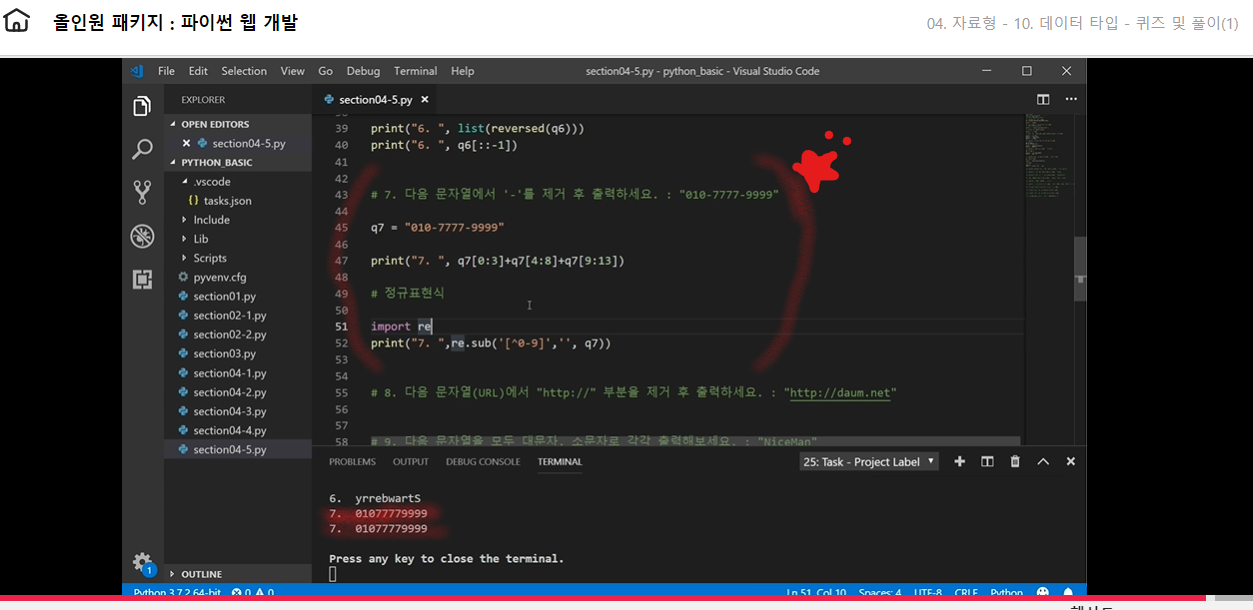 올인원 패키지 : 파이썬 웹 개발
04. 자료형 - 10. 데이터 타입 - 퀴즈 및 풀이(1)
File Edit Selection View Go Debug Terminal Help
section04-5.py - python_basic - Visual Studio Code
EXPLORER
OPEN EDITORS
section04-5.py
PYTHON_BASIC
.vscode
{} tasks.json
Include
Lib
Scripts
pyvenv.cfg
section01.py
section02-1.py
section02-2.py
section03.py
section04-1.py
section04-2.py
section04-3.py
section04-4.py
section04-5.py
OUTLINE
section04-5.py
39 print("6. ", list(reversed(q6)))
40 print("6. ", q6[::-1])
41
42
43 # 7. 다음 문자열에서 '-'를 제거 후 출력하세요. : "010-7777-9999"
44
45 q7 = "010-7777-9999"
46
47 print("7. ", q7[0:3]+q7[4:8]+q7[9:13])
48
49 # 정규표현식
50
51 import re
52 print("7. ",re.sub('[^0-9]','', q7))
53
54
55 # 8. 다음 문자열(URL)에서 "http://" 부분을 제거 후 출력하세요. : "http://daum.net"
56
57
58 # 9. 다음 문자열을 모두 대문자, 소문자로 각각 출력해보세요. : "NiceMan"
PROBLEMS OUTPUT DEBUG CONSOLE TERMINAL
25: Task - Project Label
6. yrrebwartS
7. 01077779999
7. 01077779999
Press any key to close the terminal.
1
Python 3.7.2 64-bit 0 0
Ln 51, Col 10 Spaces: 4 UTF-8 CRLF Python